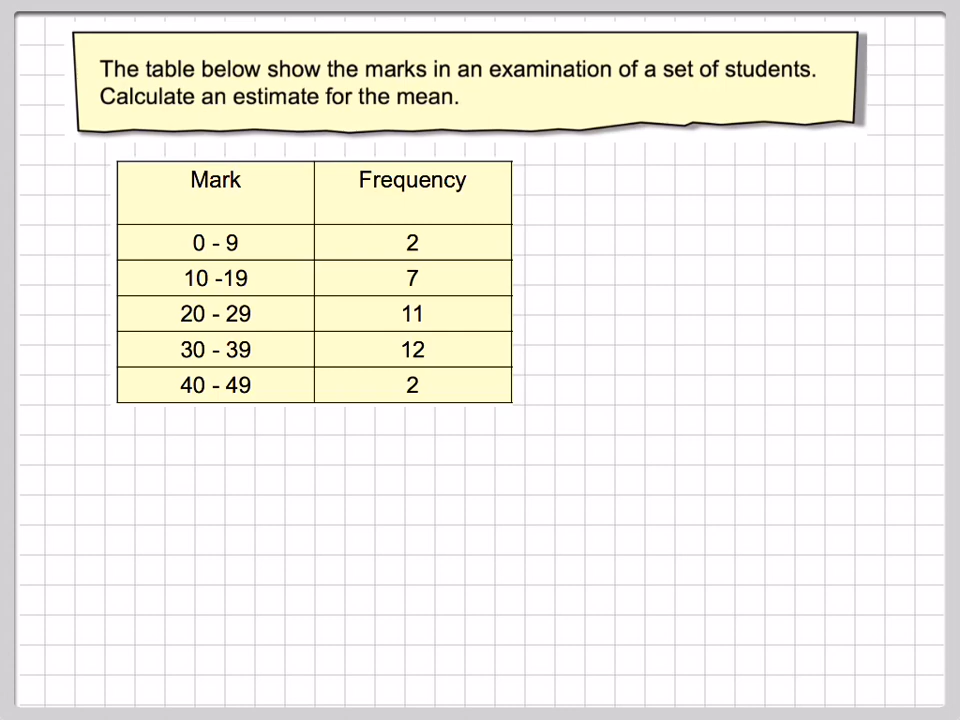 The table below show the marks in an examination of a set of students.
Calculate an estimate for the mean.
Mark Frequency
0 - 9 2
10 -19 7
20 - 29 11
30 - 39 12
40 - 49 2